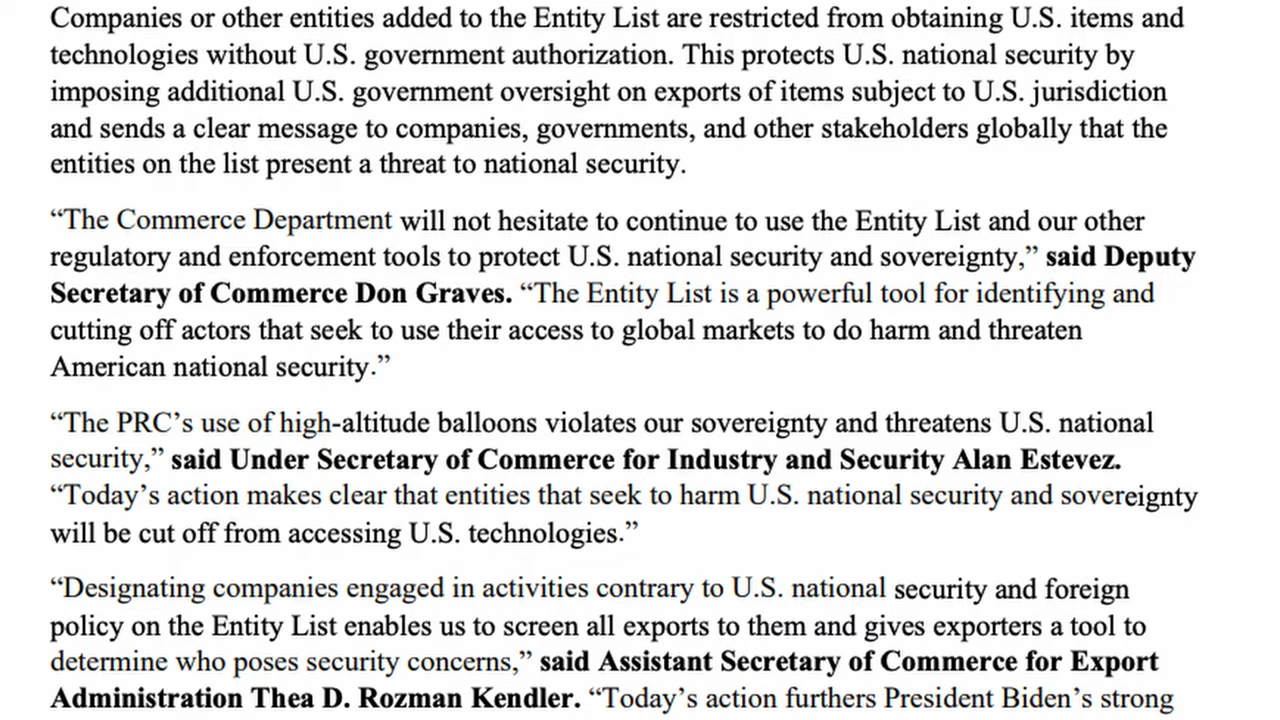 Companies or other entities added to the Entity List are restricted from obtaining U.S. items and
technologies without U.S. government authorization. This protects U.S. national security by
imposing additional U.S. government oversight on exports of items subject to U.S. jurisdiction
and sends a clear message to companies, governments, and other stakeholders globally that the
entities on the list present a threat to national security.
“The Commerce Department will not hesitate to continue to use the Entity List and our other
regulatory and enforcement tools to protect U.S. national security and sovereignty,” said Deputy
Secretary of Commerce Don Graves. “The Entity List is a powerful tool for identifying and
cutting off actors that seek to use their access to global markets to do harm and threaten
American national security.”
“The PRC’s use of high-altitude balloons violates our sovereignty and threatens U.S. national
security,” said Under Secretary of Commerce for Industry and Security Alan Estevez.
“Today’s action makes clear that entities that seek to harm U.S. national security and sovereignty
will be cut off from accessing U.S. technologies.”
“Designating companies engaged in activities contrary to U.S. national security and foreign
policy on the Entity List enables us to screen all exports to them and gives exporters a tool to
determine who poses security concerns,” said Assistant Secretary of Commerce for Export
Administration Thea D. Rozman Kendler. “Today’s action furthers President Biden’s strong